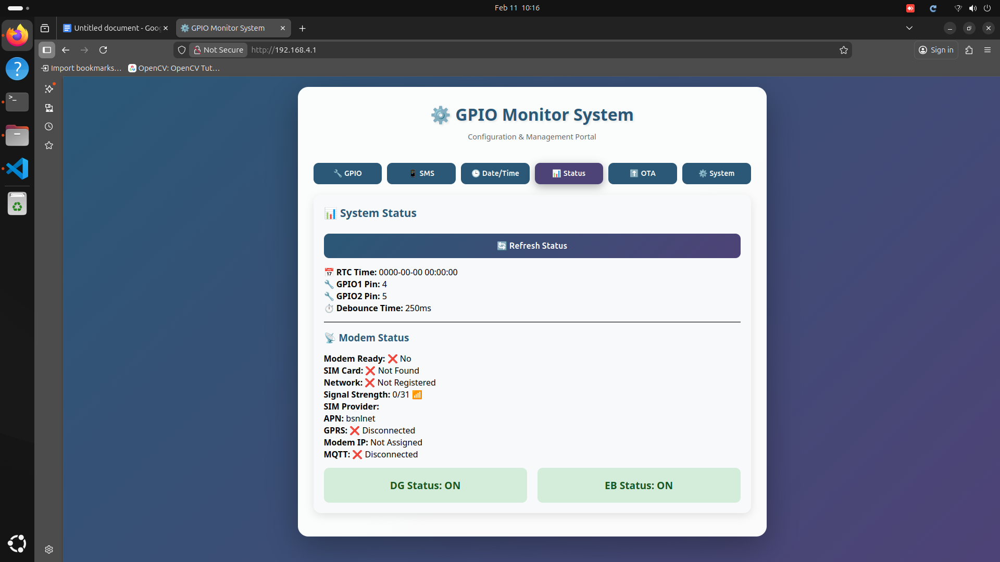 Feb 11 10:16
Untitled document - Goo
GPIO Monitor System
Not Secure http://192.168.4.1
Sign in
Import bookmarks...
OpenCV: OpenCV Tut...
⚙️ GPIO Monitor System
Configuration & Management Portal
🔧 GPIO
📱 SMS
🕒 Date/Time
📊 Status
⬆️ OTA
⚙️ System
📊 System Status
🔄 Refresh Status
📅 RTC Time: 0000-00-00 00:00:00
🔧 GPIO1 Pin: 4
🔧 GPIO2 Pin: 5
⏱️ Debounce Time: 250ms
📡 Modem Status
Modem Ready: ❌ No
SIM Card: ❌ Not Found
Network: ❌ Not Registered
Signal Strength: 0/31 📶
SIM Provider:
APN: bsnlnet
GPRS: ❌ Disconnected
Modem IP: Not Assigned
MQTT: ❌ Disconnected
DG Status: ON
EB Status: ON